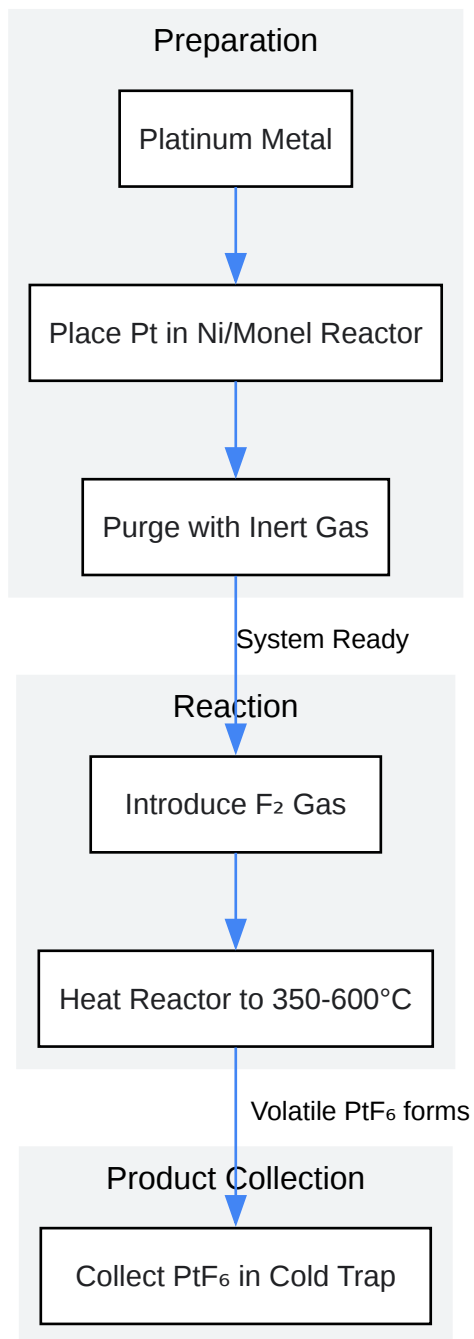 Preparation
Platinum Metal
Place Pt in Ni/Monel Reactor
Purge with Inert Gas
System Ready
Reaction
Introduce F₂ Gas
Heat Reactor to 350-600°C
Volatile PtF₆ forms
Product Collection
Collect PtF₆ in Cold Trap